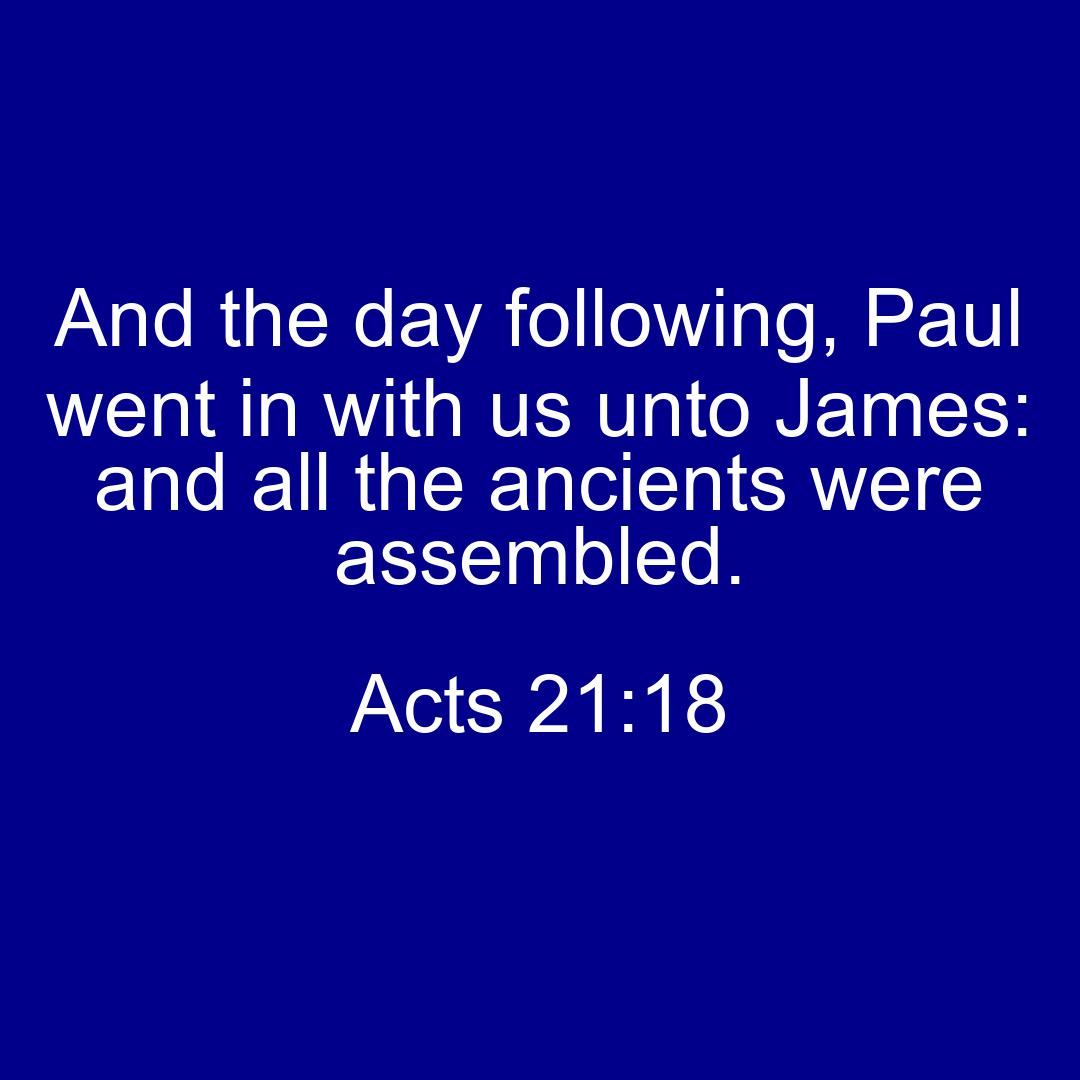 And the day following, Paul
went in with us unto James:
and all the ancients were
assembled.
Acts 21:18